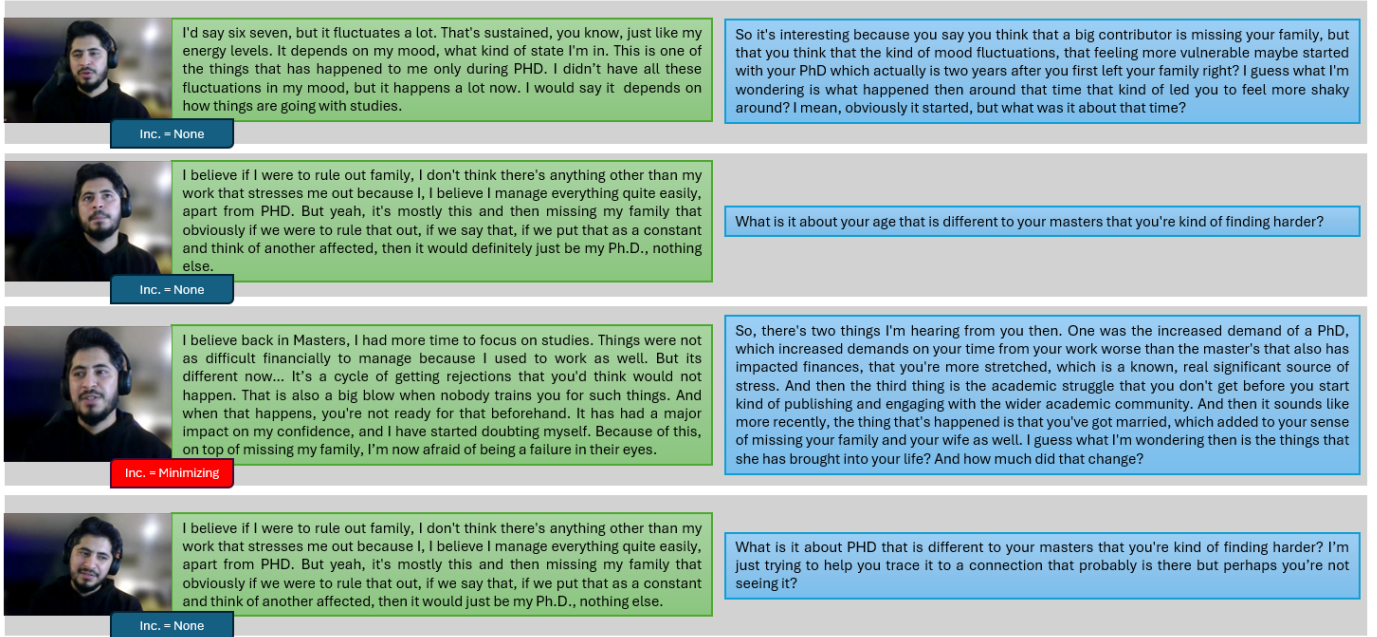 I'd say six seven, but it fluctuates a lot. That's sustained, you know, just like my
energy levels. It depends on my mood, what kind of state I'm in. This is one of
the things that has happened to me only during PHD. I didn't have all these
fluctuations in my mood, but it happens a lot now. I would say it depends on
how things are going with studies.
Inc. = None
So it's interesting because you say you think that a big contributor is missing your family, but
that you think that the kind of mood fluctuations, that feeling more vulnerable maybe started
with your PhD which actually is two years after you first left your family right? I guess what I'm
wondering is what happened then around that time that kind of led you to feel more shaky
around? I mean, obviously it started, but what was it about that time?
I believe if I were to rule out family, I don't think there's anything other than my
work that stresses me out because I, I believe I manage everything quite easily,
apart from PHD. But yeah, it's mostly this and then missing my family that
obviously if we were to rule that out, if we say that, if we put that as a constant
and think of another affected, then it would definitely just be my Ph.D., nothing
else.
Inc. = None
What is it about your age that is different to your masters that you're kind of finding harder?
I believe back in Masters, I had more time to focus on studies. Things were not
as difficult financially to manage because I used to work as well. But its
different now... It's a cycle of getting rejections that you'd think would not
happen. That is also a big blow when nobody trains you for such things. And
when that happens, you're not ready for that beforehand. It has had a major
impact on my confidence, and I have started doubting myself. Because of this,
on top of missing my family, I'm now afraid of being a failure in their eyes.
Inc. = Minimizing
So, there's two things I'm hearing from you then. One was the increased demand of a PhD,
which increased demands on your time from your work worse than the master's that also has
impacted finances, that you're more stretched, which is a known, real significant source of
stress. And then the third thing is the academic struggle that you don't get before you start
kind of publishing and engaging with the wider academic community. And then it sounds like
more recently, the thing that's happened is that you've got married, which added to your sense
of missing your family and your wife as well. I guess what I'm wondering then is the things that
she has brought into your life? And how much did that change?
I believe if I were to rule out family, I don't think there's anything other than my
work that stresses me out because I, I believe I manage everything quite easily,
apart from PHD. But yeah, it's mostly this and then missing my family that
obviously if we were to rule that out, if we say that, if we put that as a constant
and think of another affected, then it would just be my Ph.D., nothing else.
Inc. = None
What is it about PHD that is different to your masters that you're kind of finding harder? I'm
just trying to help you trace it to a connection that probably is there but perhaps you're not
seeing it?